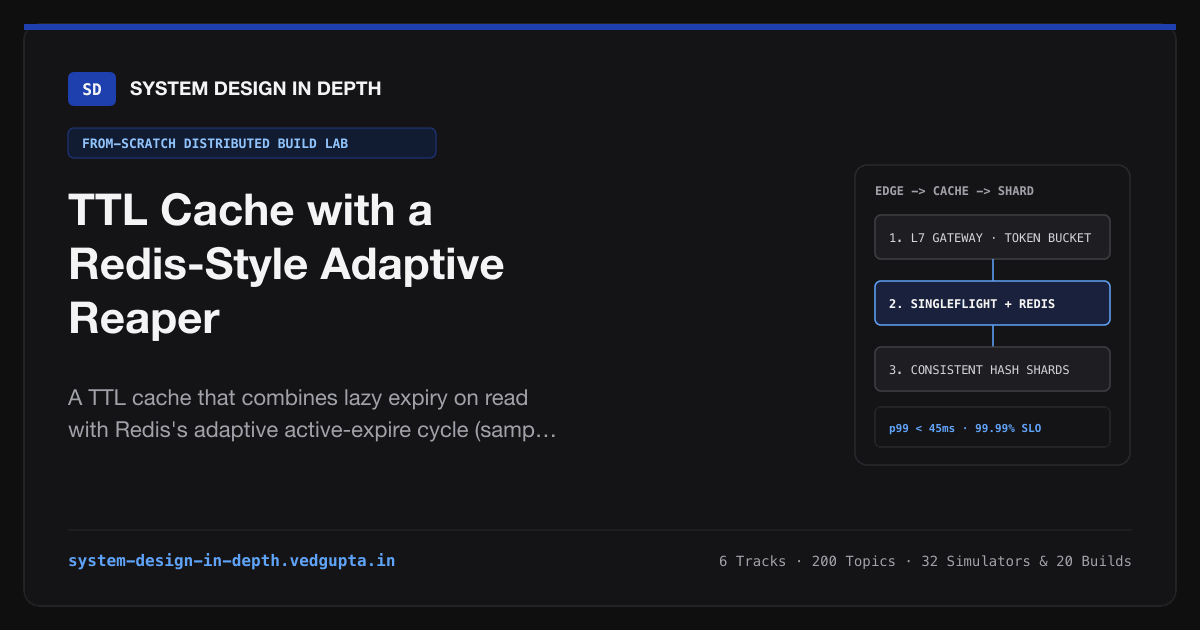 SD
SYSTEM DESIGN IN DEPTH
FROM-SCRATCH DISTRIBUTED BUILD LAB
TTL Cache with a
Redis-Style Adaptive
Reaper
A TTL cache that combines lazy expiry on read
with Redis's adaptive active-expire cycle (samp…
EDGE -> CACHE -> SHARD
1. L7 GATEWAY · TOKEN BUCKET
2. SINGLEFLIGHT + REDIS
3. CONSISTENT HASH SHARDS
p99 < 45ms · 99.99% SLO
system-design-in-depth.vedgupta.in
6 Tracks · 200 Topics · 32 Simulators & 20 Builds